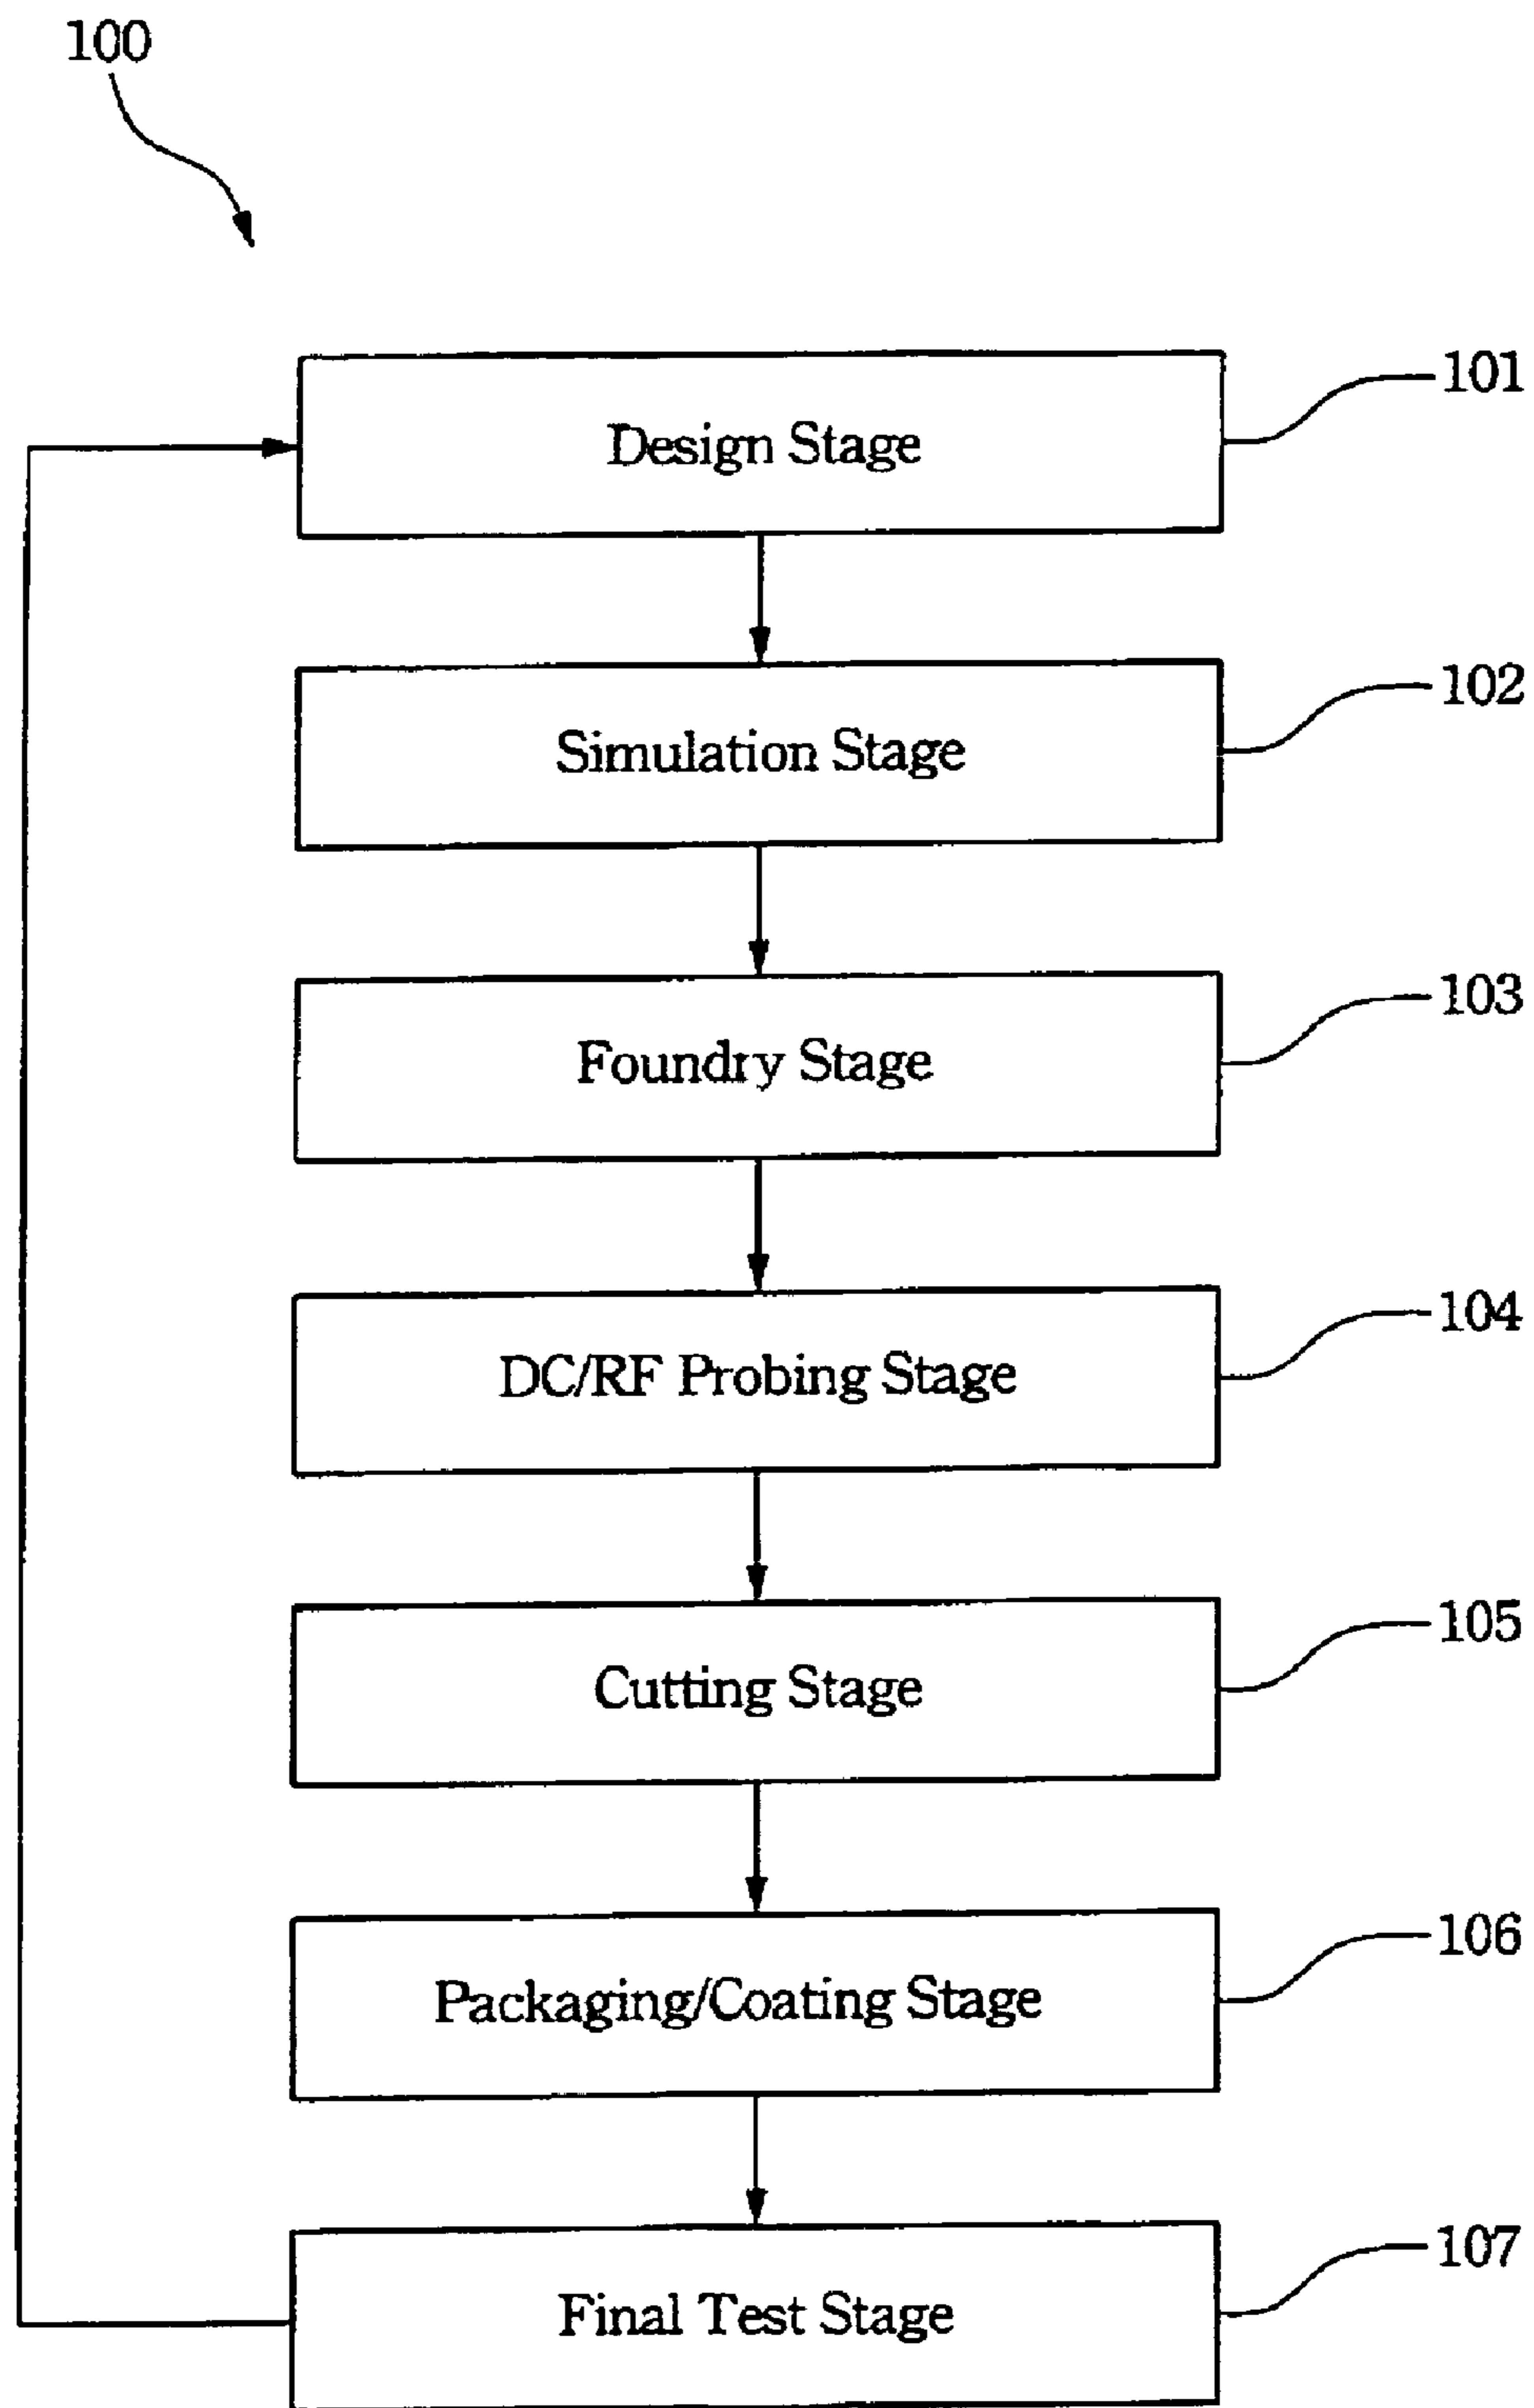 100
Design Stage
101
Simulation Stage
102
Foundry Stage
103
DC/RF Probing Stage
104
Cutting Stage
105
Packaging/Coating Stage
106
Final Test Stage
107